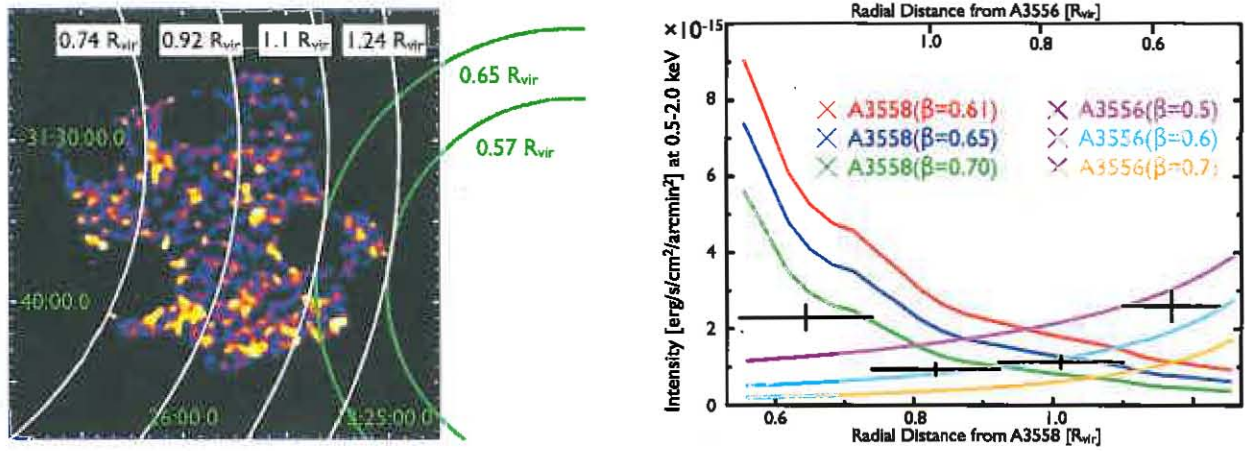 0.74 Rvir 0.92 Rvir 1.1 Rvir 1.24 Rvir
0.65 Rvir
0.57 Rvir
-31:30:00.0
40:00.0
26:00.0
25:00.0
Radial Distance from A3556 [Rvir]
1.0 0.8 0.6
×10-15
Intensity [erg/s/cm2/arcmin2] at 0.5-2.0 keV
8
6
4
2
0
A3558(β=0.61) A3556(β=0.5)
A3558(β=0.65) A3556(β=0.6)
A3558(β=0.70) A3556(β=0.7)
0.6 0.8 1.0
Radial Distance from A3558 [Rvir]